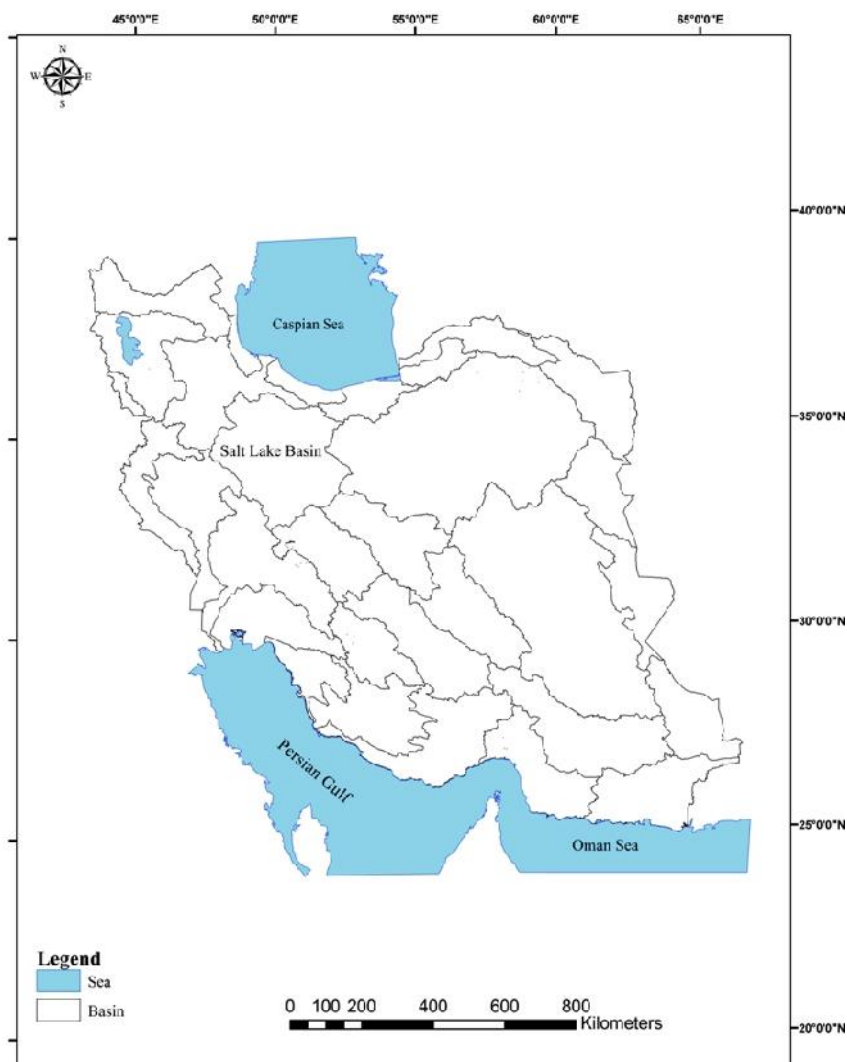 45°0'0"E 50°0'0"E 55°0'0"E 60°0'0"E 65°0'0"E
N
W E
S
40°0'0"N
Caspian Sea
35°0'0"N
Salt Lake Basin
30°0'0"N
Persian Gulf
25°0'0"N
Oman Sea
Legend
Sea
Basin
0 100 200 400 600 800
Kilometers
20°0'0"N